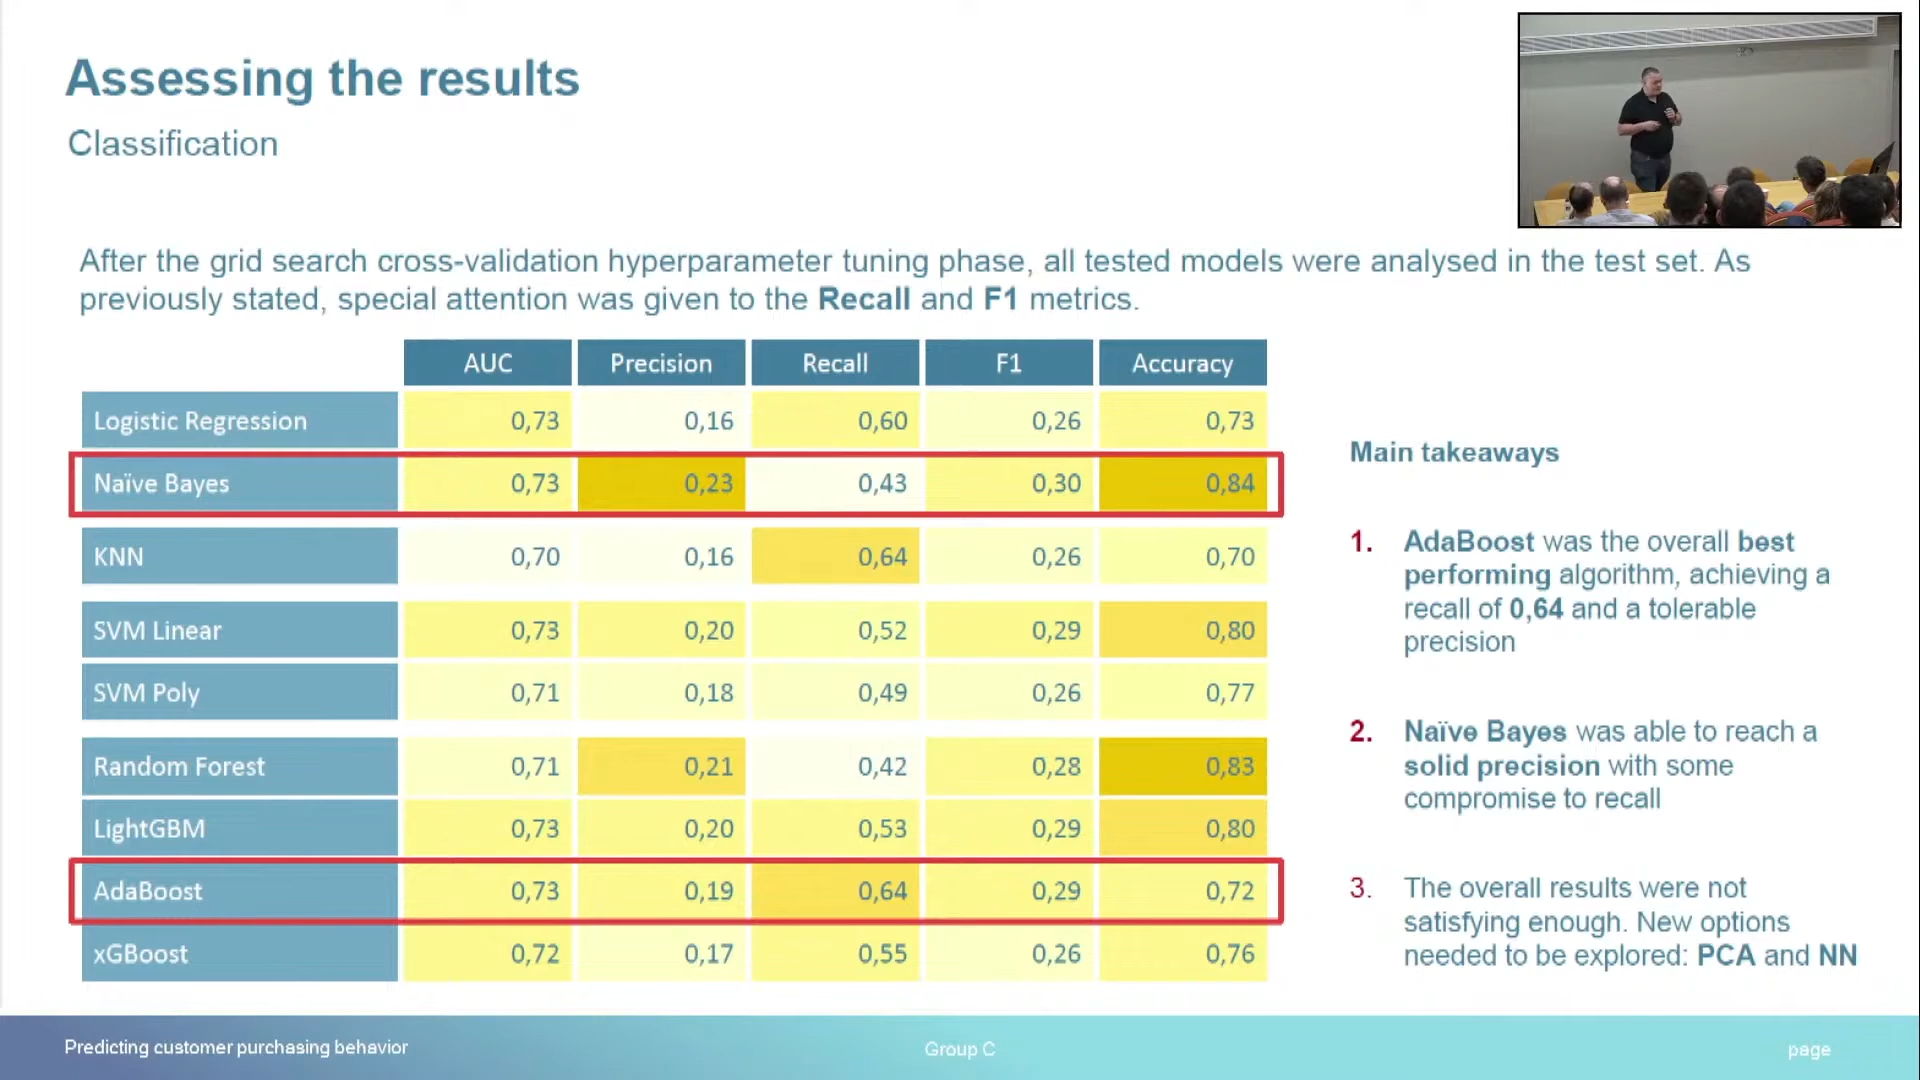 Assessing the results
Classification
After the grid search cross-validation hyperparameter tuning phase, all tested models were analysed in the test set. As
previously stated, special attention was given to the Recall and F1 metrics.
AUC Precision Recall F1 Accuracy
Logistic Regression 0,73 0,16 0,60 0,26 0,73
Naïve Bayes 0,73 0,23 0,43 0,30 0,84
KNN 0,70 0,16 0,64 0,26 0,70
SVM Linear 0,73 0,20 0,52 0,29 0,80
SVM Poly 0,71 0,18 0,49 0,26 0,77
Random Forest 0,71 0,21 0,42 0,28 0,83
LightGBM 0,73 0,20 0,53 0,29 0,80
AdaBoost 0,73 0,19 0,64 0,29 0,72
xGBoost 0,72 0,17 0,55 0,26 0,76
Main takeaways
1. AdaBoost was the overall best
performing algorithm, achieving a
recall of 0,64 and a tolerable
precision
2. Naïve Bayes was able to reach a
solid precision with some
compromise to recall
3. The overall results were not
satisfying enough. New options
needed to be explored: PCA and NN
Predicting customer purchasing behavior
Group C
page